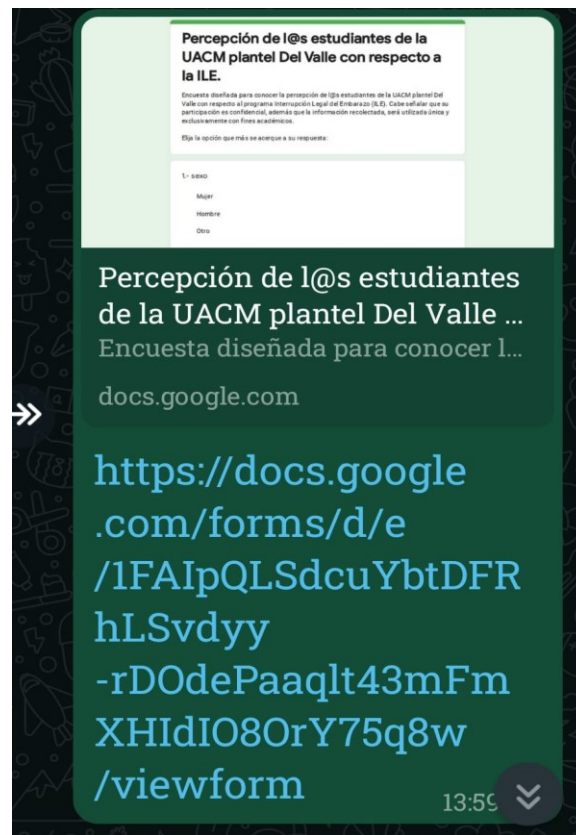 Percepción de l@s estudiantes de la
UACM plantel Del Valle con respecto a
la ILE.
Encuesta diseñada para conocer la percepción de l@s estudiantes de la UACM plantel Del
Valle con respecto al programa Interrupción Legal del Embarazo (ILE). Cabe señalar que su
participación es confidencial, además que la información recolectada, será utilizada única y
exclusivamente con fines académicos.
Elija la opción que más se acerque a su respuesta:
1.- sexo
Mujer
Hombre
Otro
Percepción de l@s estudiantes
de la UACM plantel Del Valle ...
Encuesta diseñada para conocer l...
docs.google.com
https://docs.google
.com/forms/d/e
/1FAIpQLSdcuYbtDFR
hLSvdyy
-rDOdePaaqlt43mFm
XHIdIO8OrY75q8w
/viewform
13:59